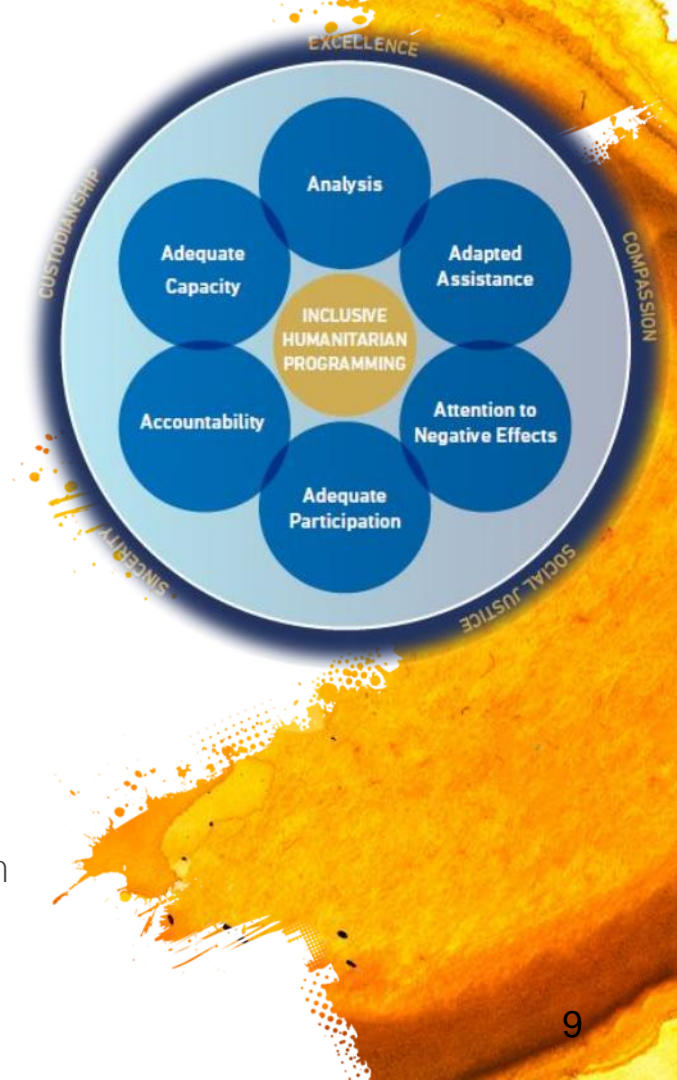 EXCELLENCE
CUSTODIANSHIP
COMPASSION
SINCERITY
SOCIAL JUSTICE
Analysis
Adequate
Capacity
Adapted
Assistance
INCLUSIVE
HUMANITARIAN
PROGRAMMING
Accountability
Attention to
Negative Effects
Adequate
Participation
9